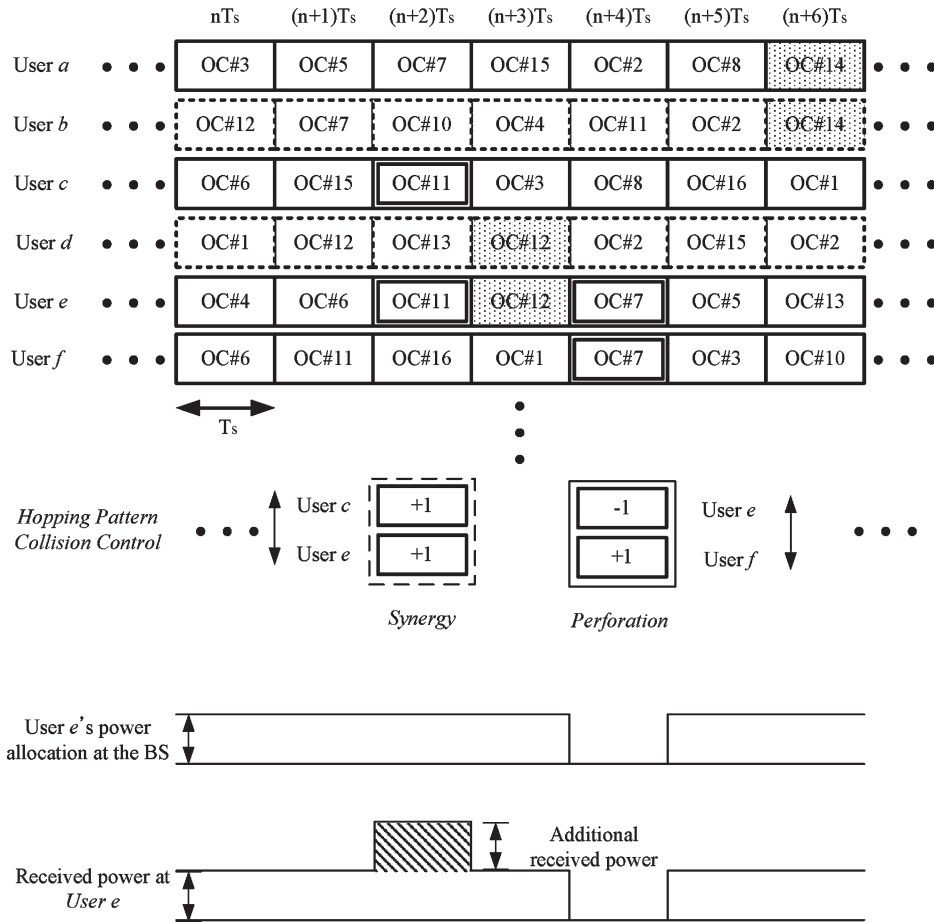 nTs (n+1)Ts (n+2)Ts (n+3)Ts (n+4)Ts (n+5)Ts (n+6)Ts
User a OC#3 OC#5 OC#7 OC#15 OC#2 OC#8 OC#14
User b OC#12 OC#7 OC#10 OC#4 OC#11 OC#2 OC#14
User c OC#6 OC#15 OC#11 OC#3 OC#8 OC#16 OC#1
User d OC#1 OC#12 OC#13 OC#12 OC#2 OC#15 OC#2
User e OC#4 OC#6 OC#11 OC#12 OC#7 OC#5 OC#13
User f OC#6 OC#11 OC#16 OC#1 OC#7 OC#3 OC#10
Ts
Hopping Pattern
Collision Control
User c +1
User e +1
Synergy
-1 User e
+1 User f
Perforation
User e's power
allocation at the BS
Additional
received power
Received power at
User e